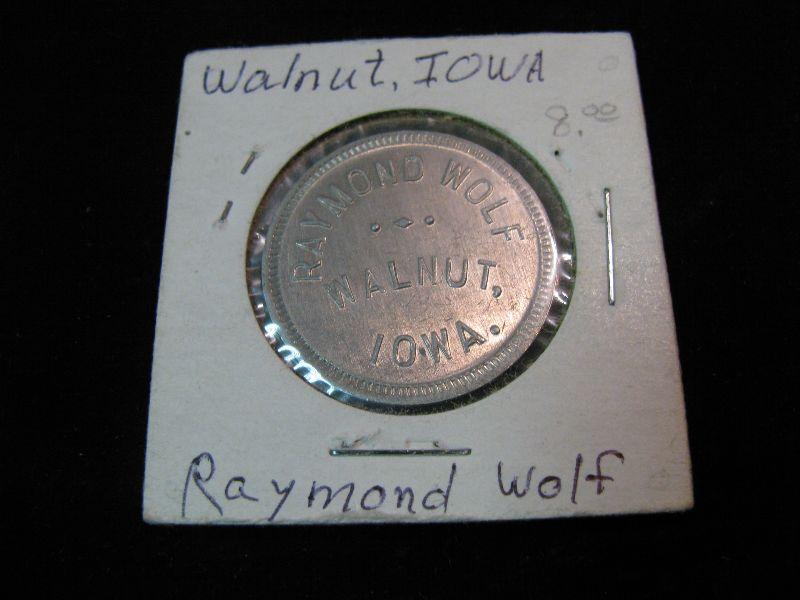 Walnut, IOWA
8.00
RAYMOND WOLF
WALNUT,
IOWA.
Raymond Wolf